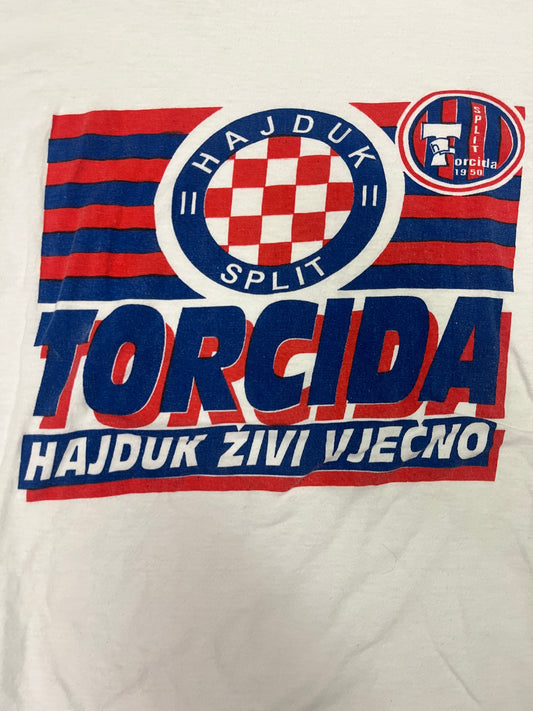 HAJDUK
SPLIT
SPLIT
Torcida
1950
TORCIDA
HAJDUK ŽIVI VJEČNO